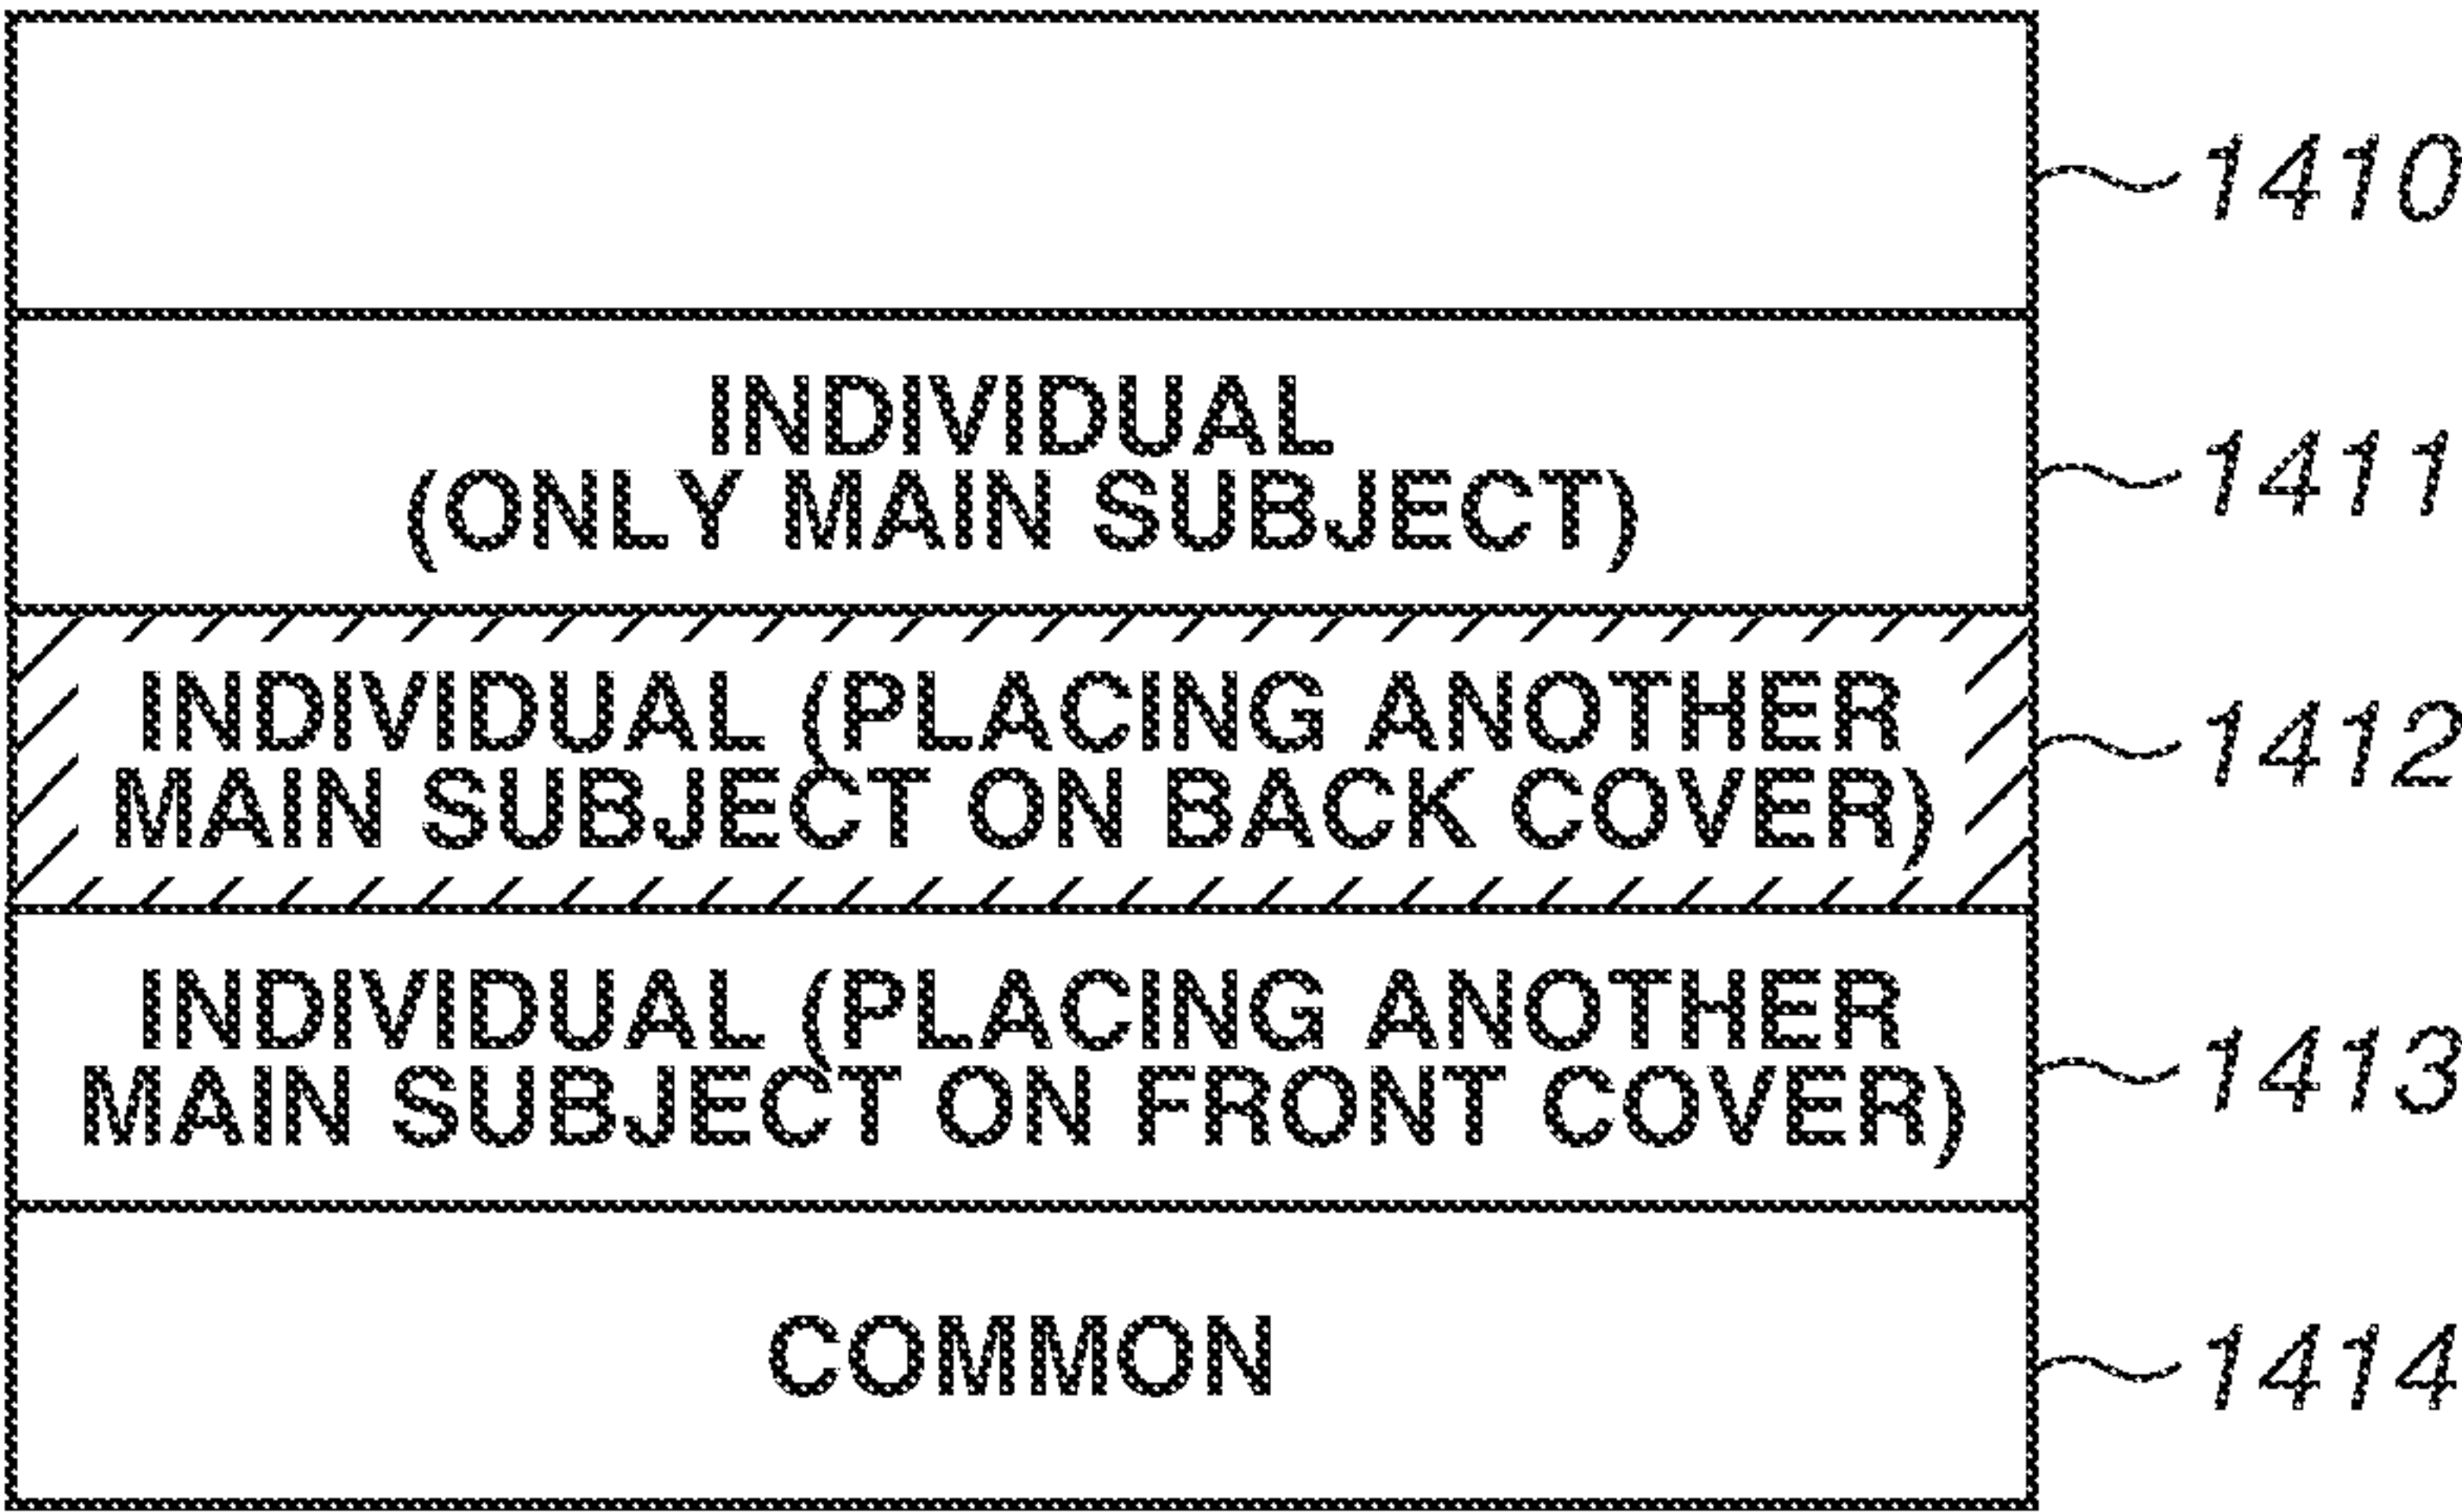 1410
INDIVIDUAL
(ONLY MAIN SUBJECT)
1411
INDIVIDUAL (PLACING ANOTHER
MAIN SUBJECT ON BACK COVER)
1412
INDIVIDUAL (PLACING ANOTHER
MAIN SUBJECT ON FRONT COVER)
1413
COMMON
1414